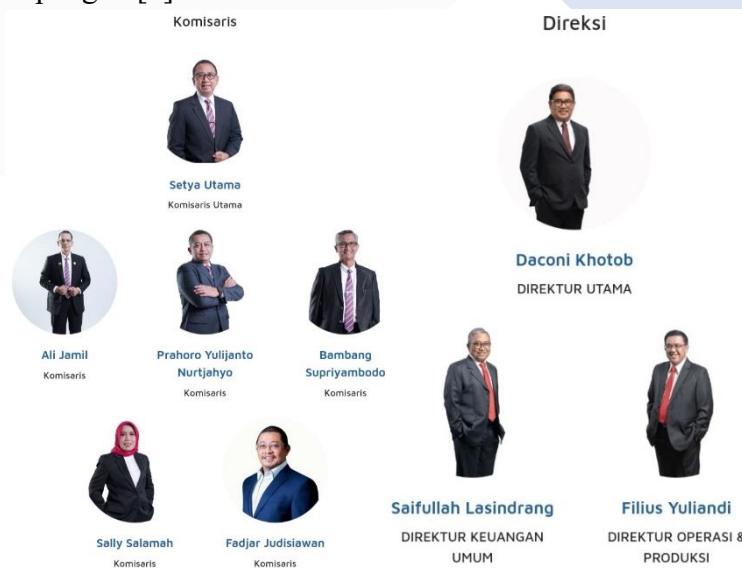 Komisaris
Setya Utama
Komisaris Utama
Ali Jamil
Komisaris
Prahoro Yulijanto
Nurtjahyo
Komisaris
Bambang
Supriyambodo
Komisaris
Sally Salamah
Komisaris
Fadjar Judisiawan
Komisaris
Direksi
Daconi Khotob
DIREKTUR UTAMA
Saifullah Lasindrang
DIREKTUR KEUANGAN
UMUM
Filius Yuliandi
DIREKTUR OPERASI &
PRODUKSI